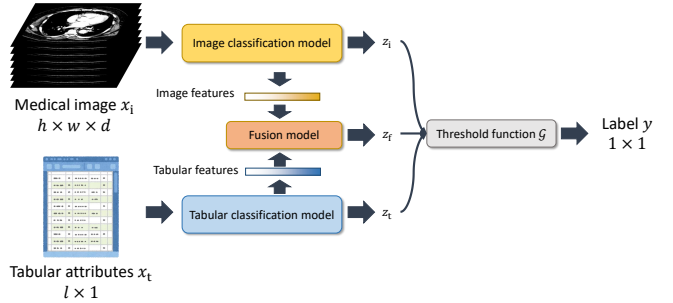 Image classification model
z_i
Image features
Medical image x_i
h × w × d
Fusion model
z_f
Threshold function 𝒢
Label y
1 × 1
Tabular features
Tabular classification model
z_t
Tabular attributes x_t
l × 1